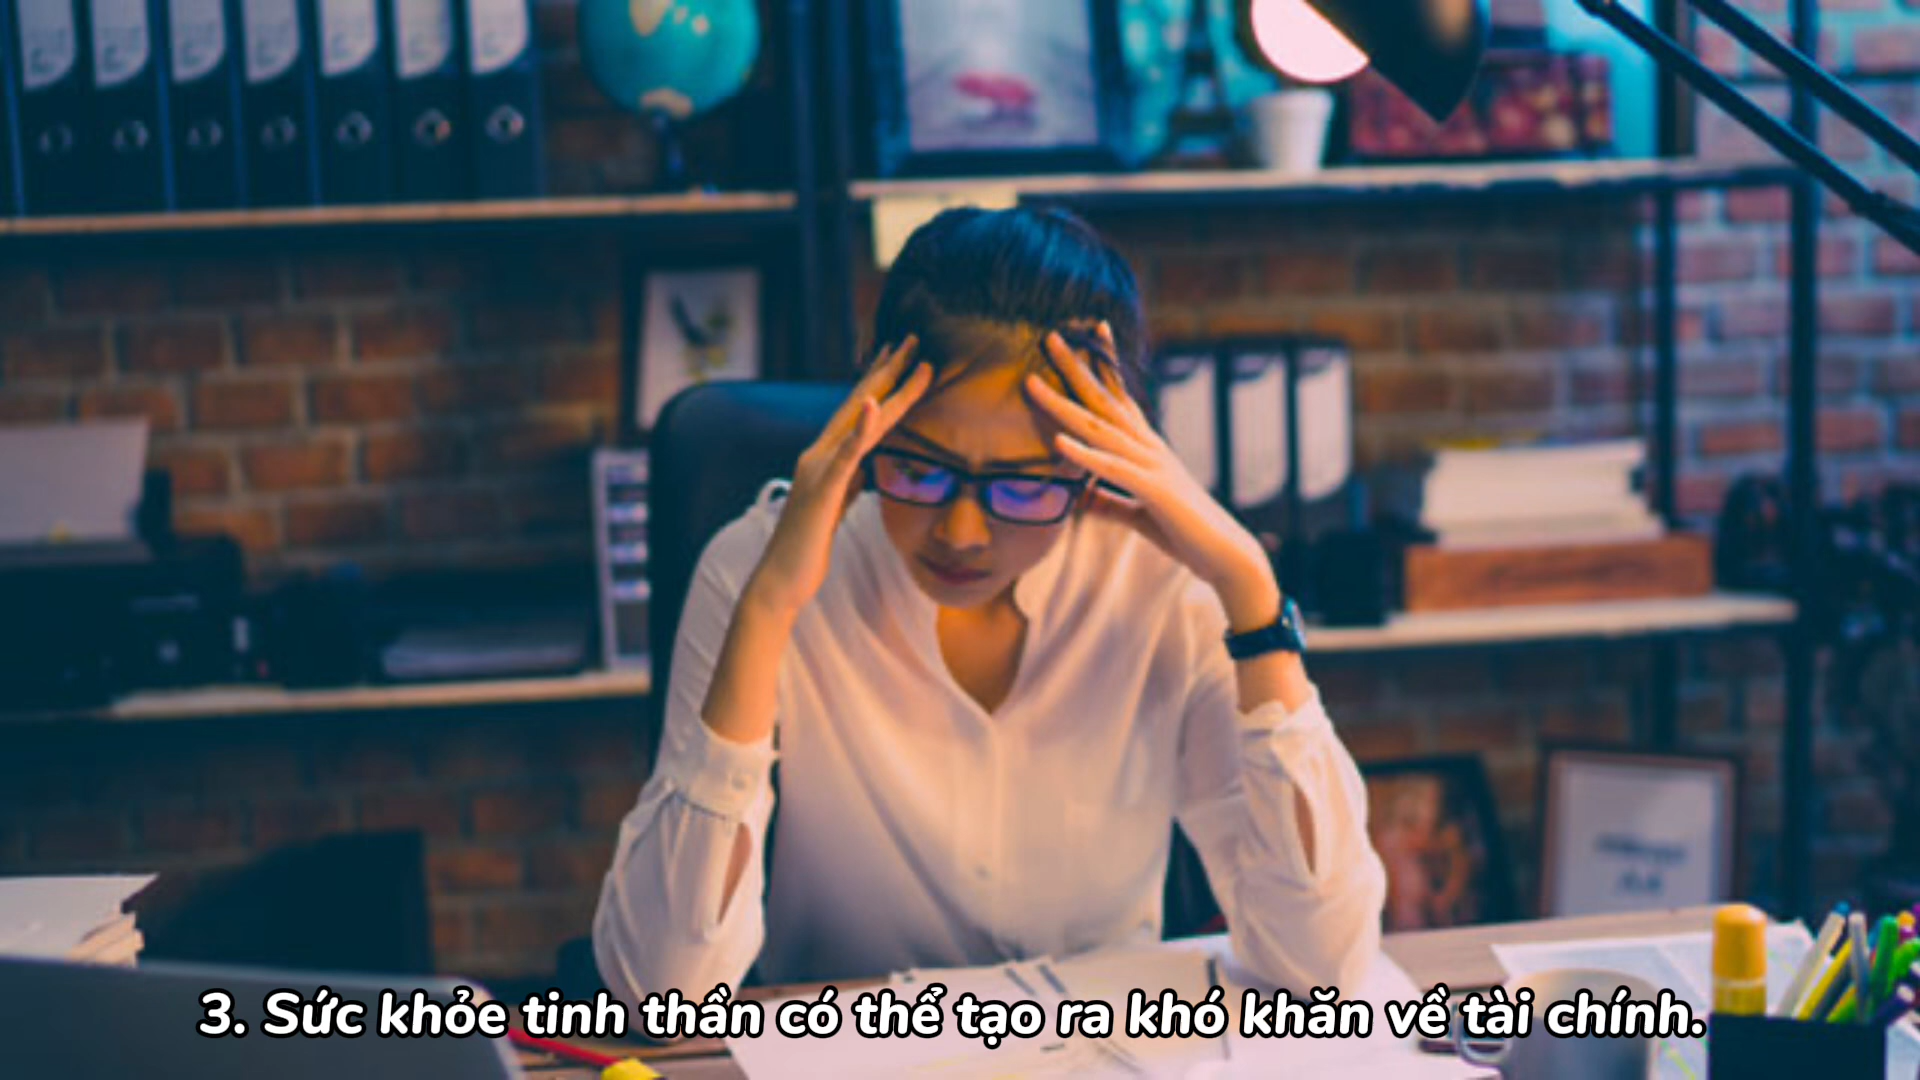 3. Sức khỏe tinh thần có thể tạo ra khó khăn về tài chính.